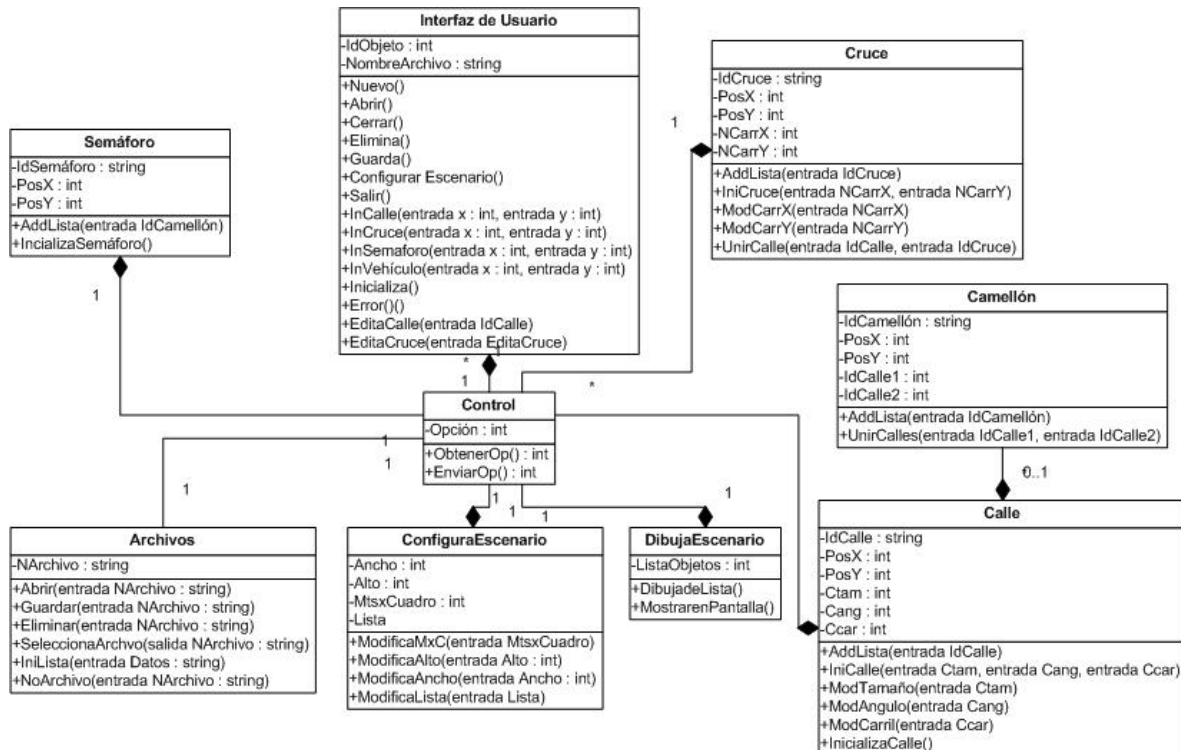 Interfaz de Usuario
-IdObjeto : int
-NombreArchivo : string
+Nuevo()
+Abrir()
+Cerrar()
+Elimina()
+Guarda()
+Configurar Escenario()
+Salir()
+InCalle(entrada x : int, entrada y : int)
+InCruce(entrada x : int, entrada y : int)
+InSemaforo(entrada x : int, entrada y : int)
+InVehículo(entrada x : int, entrada y : int)
+Inicializa()
+Error()()
+EditaCalle(entrada IdCalle)
+EditaCruce(entrada EditaCruce)
1
*
1
Cruce
-IdCruce : string
-PosX : int
-PosY : int
-NCarrX : int
-NCarrY : int
+AddLista(entrada IdCruce)
+IniCruce(entrada NCarrX, entrada NCarrY)
+ModCarrX(entrada NCarrX)
+ModCarrY(entrada NCarrY)
+UnirCalle(entrada IdCalle, entrada IdCruce)
1
*
Semáforo
-IdSemáforo : string
-PosX : int
-PosY : int
+AddLista(entrada IdCamellón)
+IncializaSemáforo()
1
Camellón
-IdCamellón : string
-PosX : int
-PosY : int
-IdCalle1 : int
-IdCalle2 : int
+AddLista(entrada IdCamellón)
+UnirCalles(entrada IdCalle1, entrada IdCalle2)
0..1
Control
-Opción : int
+ObtenerOp() : int
+EnviarOp() : int
1
1
1
1
1
1
1
Archivos
-NArchivo : string
+Abrir(entrada NArchivo : string)
+Guardar(entrada NArchivo : string)
+Eliminar(entrada NArchivo : string)
+SeleccionaArchvo(salida NArchivo : string)
+IniLista(entrada Datos : string)
+NoArchivo(entrada NArchivo : string)
ConfiguraEscenario
-Ancho : int
-Alto : int
-MtsxCuadro : int
-Lista
+ModificaMxC(entrada MtsxCuadro)
+ModificaAlto(entrada Alto : int)
+ModificaAncho(entrada Ancho : int)
+ModificaLista(entrada Lista)
DibujaEscenario
-ListaObjetos : int
+DibujadeLista()
+MostrarenPantalla()
Calle
-IdCalle : string
-PosX : int
-PosY : int
-Ctam : int
-Cang : int
-Ccar : int
+AddLista(entrada IdCalle)
+IniCalle(entrada Ctam, entrada Cang, entrada Ccar)
+ModTamaño(entrada Ctam)
+ModAngulo(entrada Cang)
+ModCarril(entrada Ccar)
+InicializaCalle()